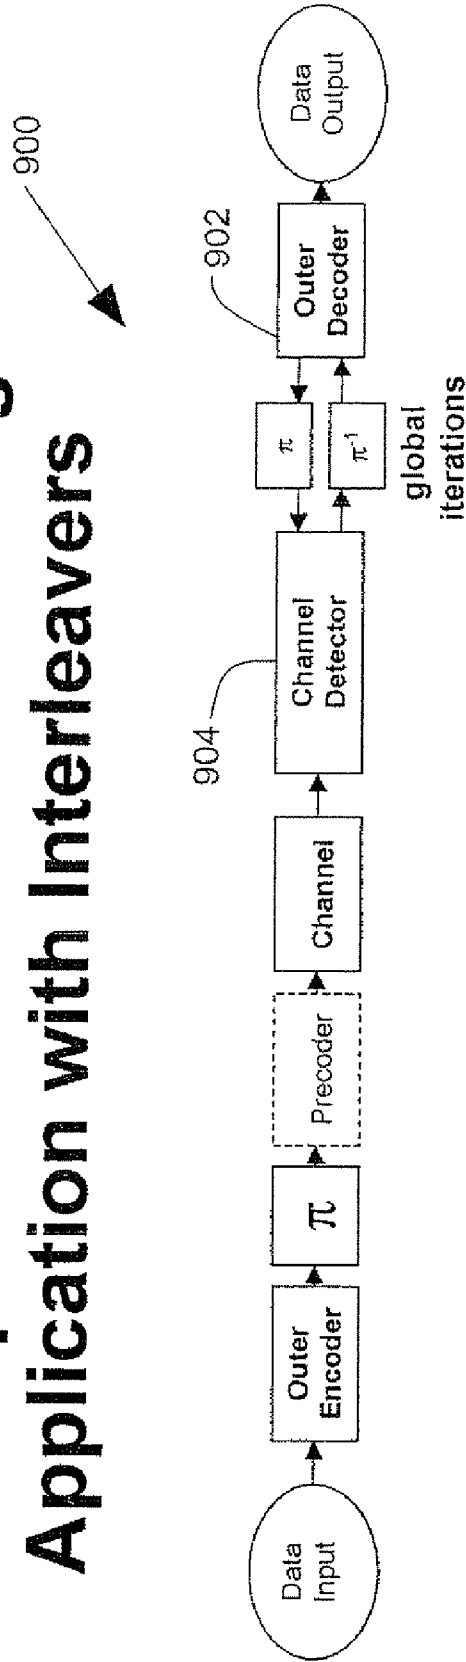 Application with Interleavers
900
Data
Input
Outer
Encoder
π
Precoder
Channel
904
Channel
Detector
π
π-1
global
iterations
902
Outer
Decoder
Data
Output